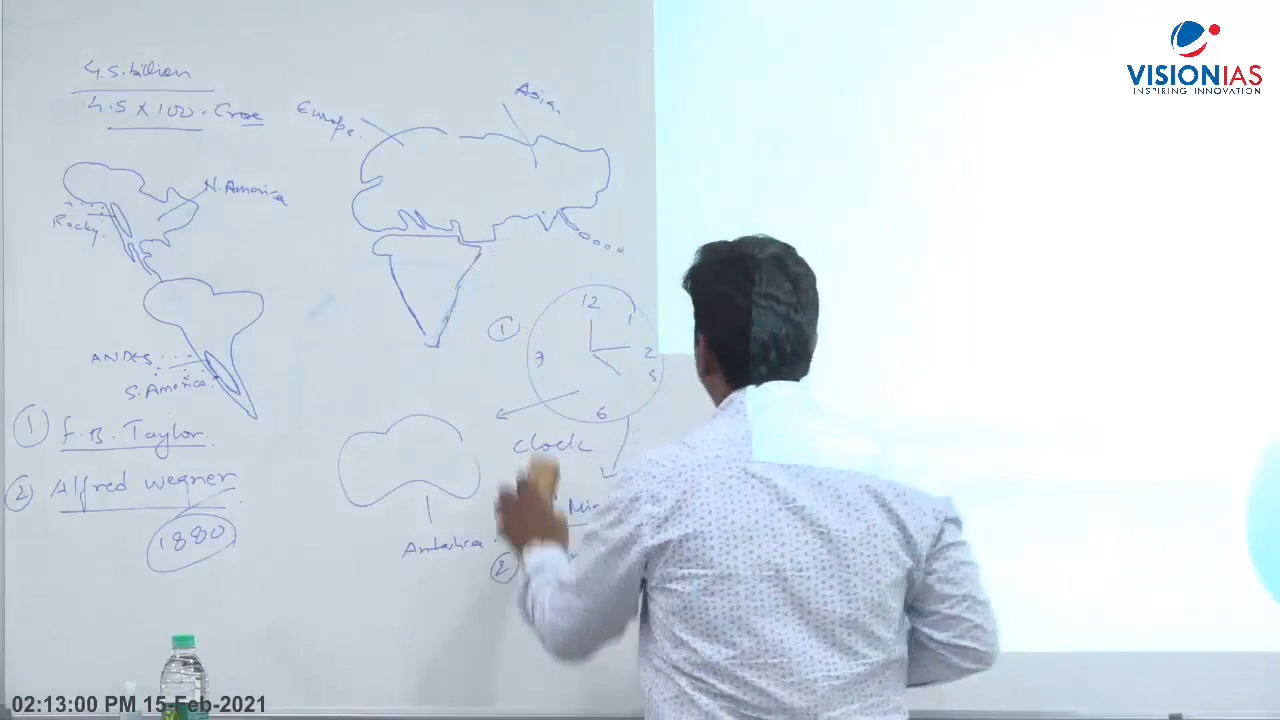 VISIONIAS
INSPIRING INNOVATION
4.5 billion
4.5 X 100 Crore
Europe
Asia
N. America
Rocky
ANDES
S. America
① F.B. Taylor
② Alfred Wegner
1880
①
12
1
2
3
6
clock
Antartica
②
02:13:00 PM 15-Feb-2021